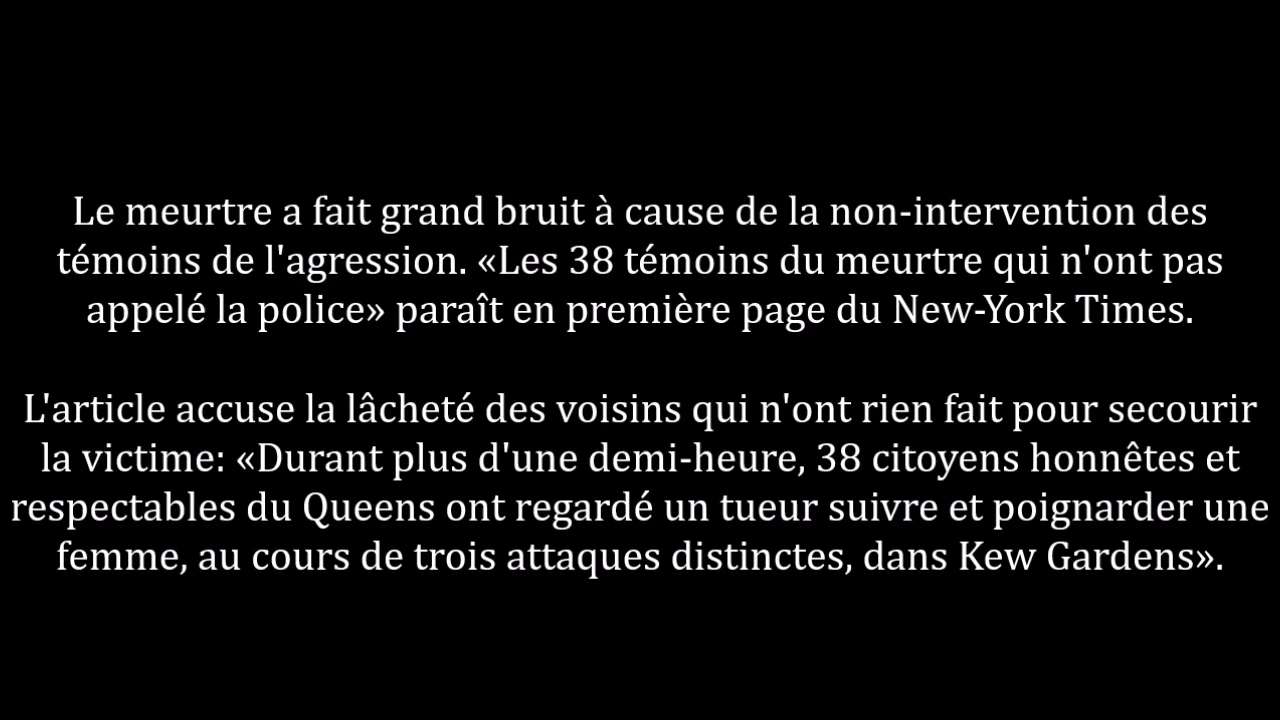 Le meurtre a fait grand bruit à cause de la non-intervention des
témoins de l'agression. «Les 38 témoins du meurtre qui n'ont pas
appelé la police» paraît en première page du New-York Times.
L'article accuse la lâcheté des voisins qui n'ont rien fait pour secourir
la victime: «Durant plus d'une demi-heure, 38 citoyens honnêtes et
respectables du Queens ont regardé un tueur suivre et poignarder une
femme, au cours de trois attaques distinctes, dans Kew Gardens».